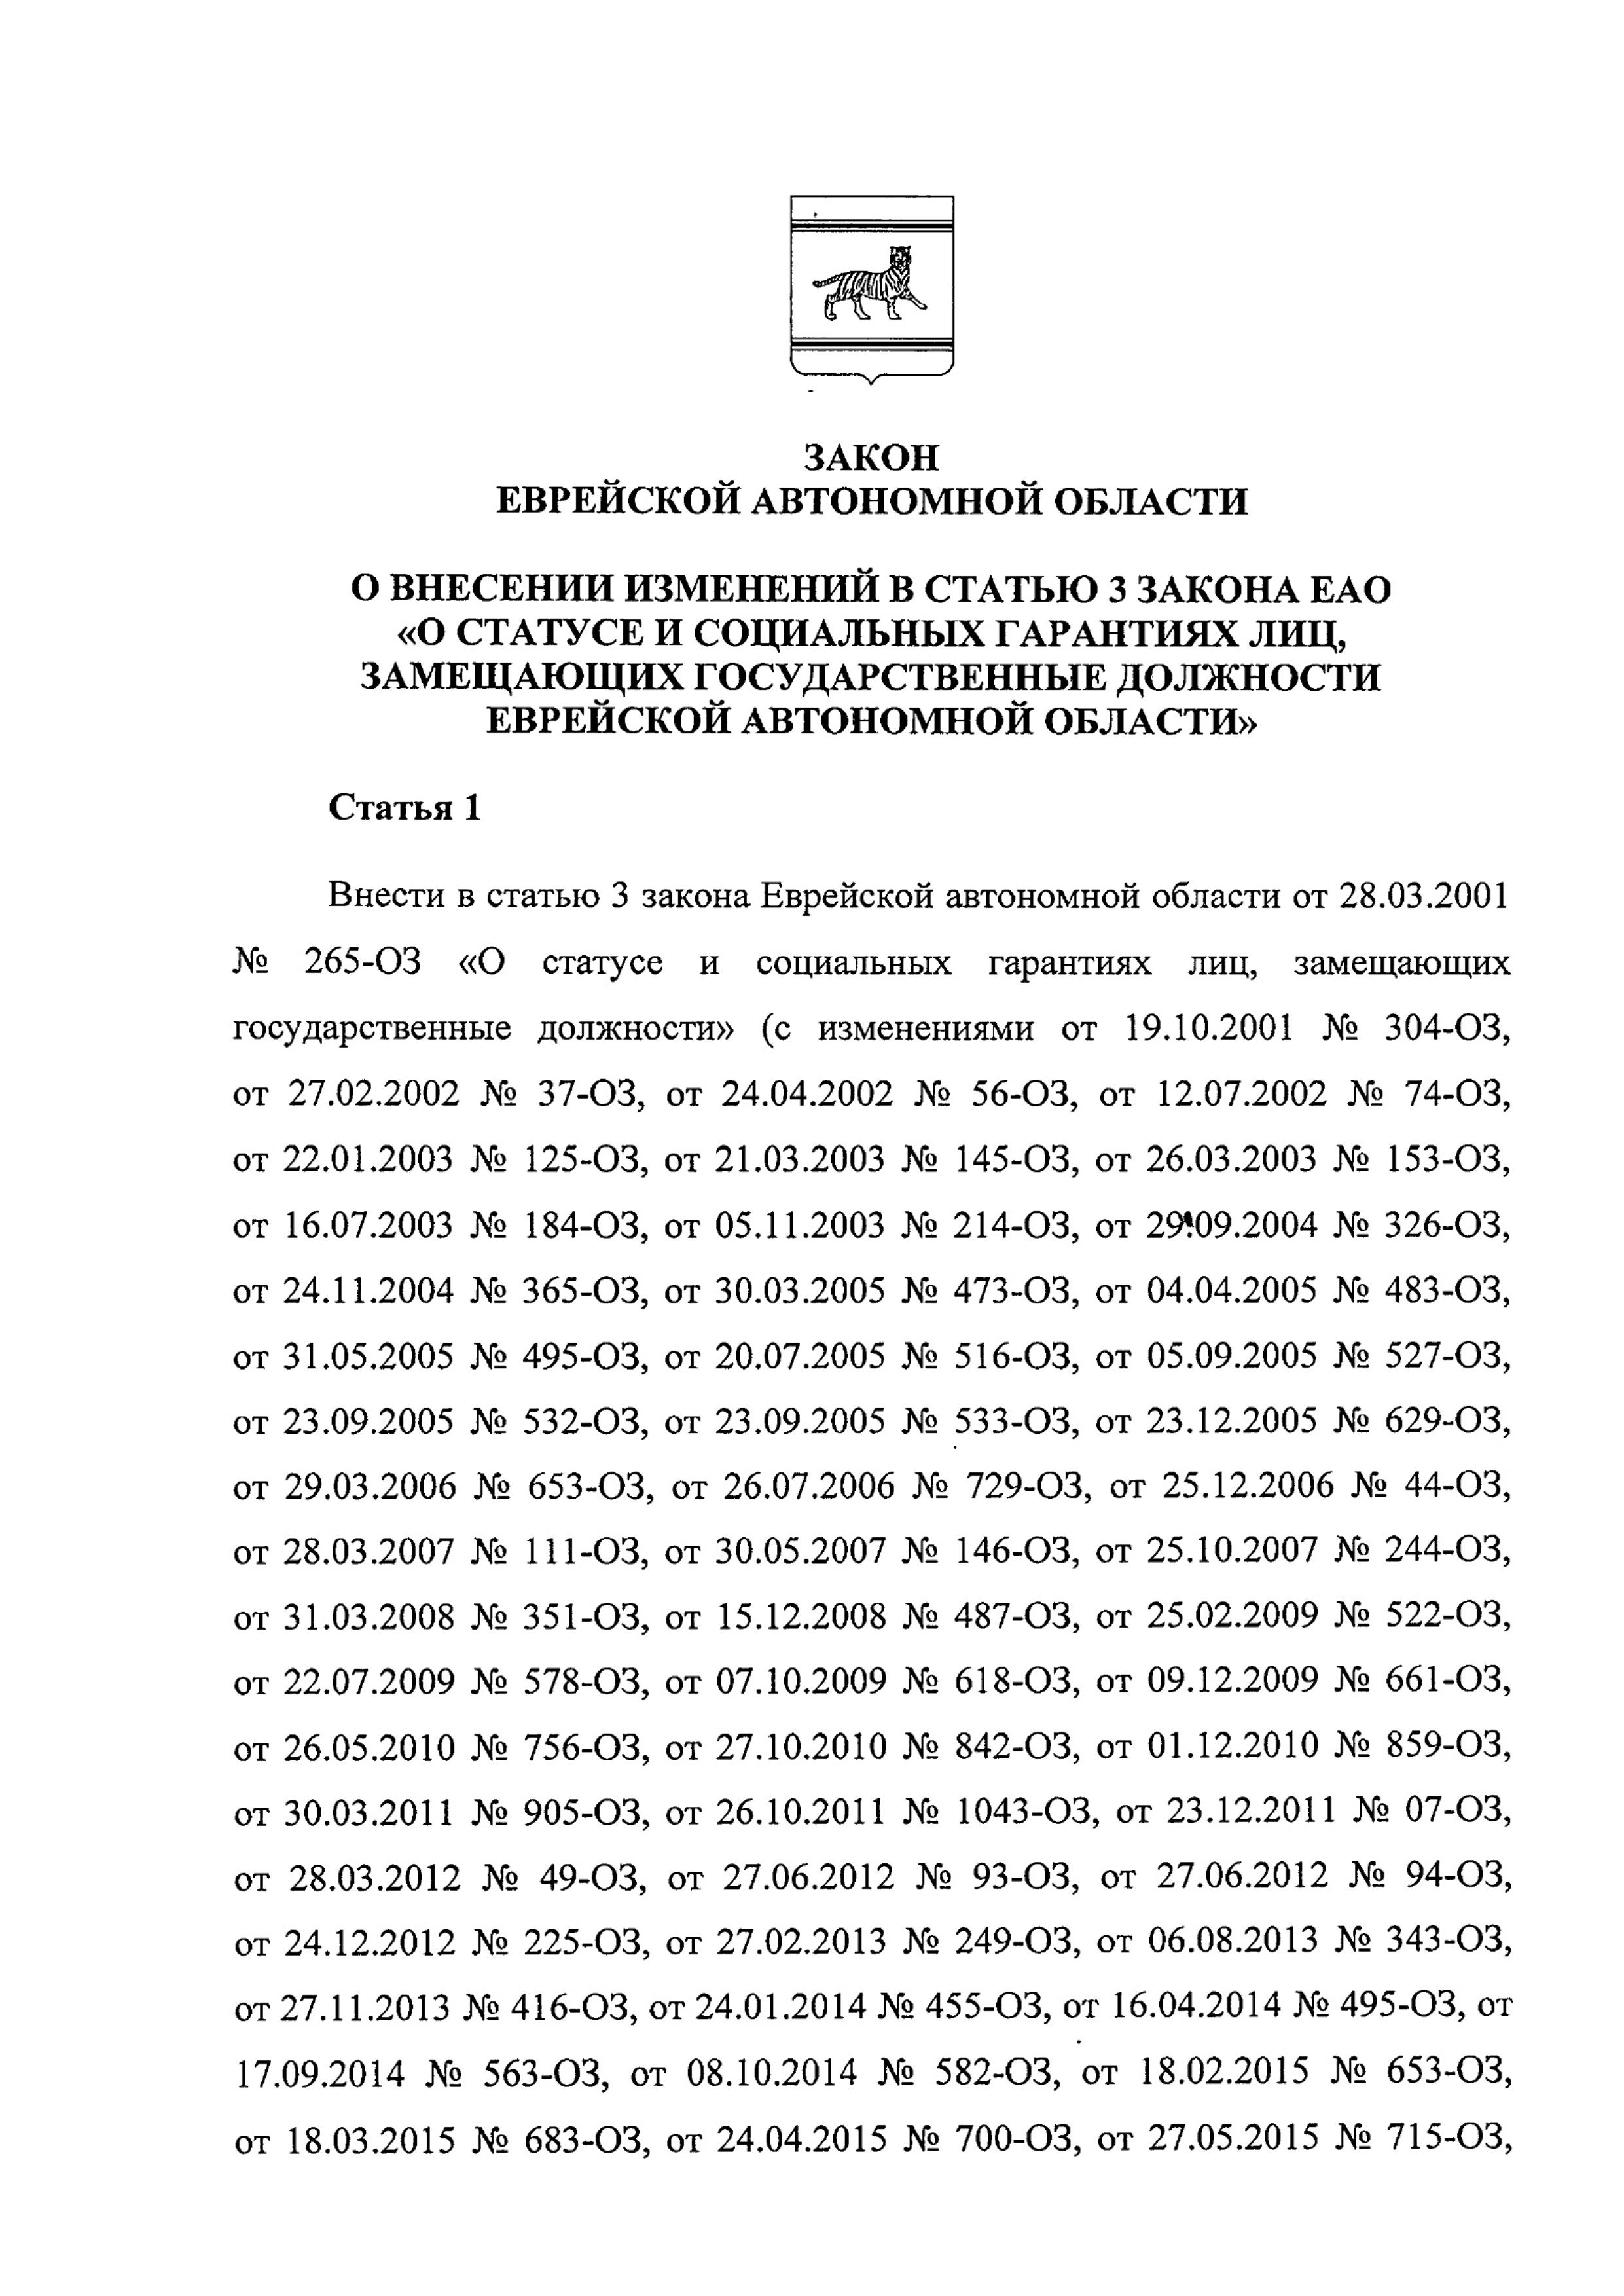 ЗАКОН
ЕВРЕЙСКОЙ АВТОНОМНОЙ ОБЛАСТИ
О ВНЕСЕНИИ ИЗМЕНЕНИЙ В СТАТЬЮ 3 ЗАКОНА ЕАО
«О СТАТУСЕ И СОЦИАЛЬНЫХ ГАРАНТИЯХ ЛИЦ,
ЗАМЕЩАЮЩИХ ГОСУДАРСТВЕННЫЕ ДОЛЖНОСТИ
ЕВРЕЙСКОЙ АВТОНОМНОЙ ОБЛАСТИ»
Статья 1
Внести в статью 3 закона Еврейской автономной области от 28.03.2001
№ 265-ОЗ «О статусе и социальных гарантиях лиц, замещающих
государственные должности» (с изменениями от 19.10.2001 № 304-ОЗ,
от 27.02.2002 № 37-ОЗ, от 24.04.2002 № 56-ОЗ, от 12.07.2002 № 74-ОЗ,
от 22.01.2003 № 125-ОЗ, от 21.03.2003 № 145-ОЗ, от 26.03.2003 № 153-ОЗ,
от 16.07.2003 № 184-ОЗ, от 05.11.2003 № 214-ОЗ, от 29.09.2004 № 326-ОЗ,
от 24.11.2004 № 365-ОЗ, от 30.03.2005 № 473-ОЗ, от 04.04.2005 № 483-ОЗ,
от 31.05.2005 № 495-ОЗ, от 20.07.2005 № 516-ОЗ, от 05.09.2005 № 527-ОЗ,
от 23.09.2005 № 532-ОЗ, от 23.09.2005 № 533-ОЗ, от 23.12.2005 № 629-ОЗ,
от 29.03.2006 № 653-ОЗ, от 26.07.2006 № 729-ОЗ, от 25.12.2006 № 44-ОЗ,
от 28.03.2007 № 111-ОЗ, от 30.05.2007 № 146-ОЗ, от 25.10.2007 № 244-ОЗ,
от 31.03.2008 № 351-ОЗ, от 15.12.2008 № 487-ОЗ, от 25.02.2009 № 522-ОЗ,
от 22.07.2009 № 578-ОЗ, от 07.10.2009 № 618-ОЗ, от 09.12.2009 № 661-ОЗ,
от 26.05.2010 № 756-ОЗ, от 27.10.2010 № 842-ОЗ, от 01.12.2010 № 859-ОЗ,
от 30.03.2011 № 905-ОЗ, от 26.10.2011 № 1043-ОЗ, от 23.12.2011 № 07-ОЗ,
от 28.03.2012 № 49-ОЗ, от 27.06.2012 № 93-ОЗ, от 27.06.2012 № 94-ОЗ,
от 24.12.2012 № 225-ОЗ, от 27.02.2013 № 249-ОЗ, от 06.08.2013 № 343-ОЗ,
от 27.11.2013 № 416-ОЗ, от 24.01.2014 № 455-ОЗ, от 16.04.2014 № 495-ОЗ, от
17.09.2014 № 563-ОЗ, от 08.10.2014 № 582-ОЗ, от 18.02.2015 № 653-ОЗ,
от 18.03.2015 № 683-ОЗ, от 24.04.2015 № 700-ОЗ, от 27.05.2015 № 715-ОЗ,